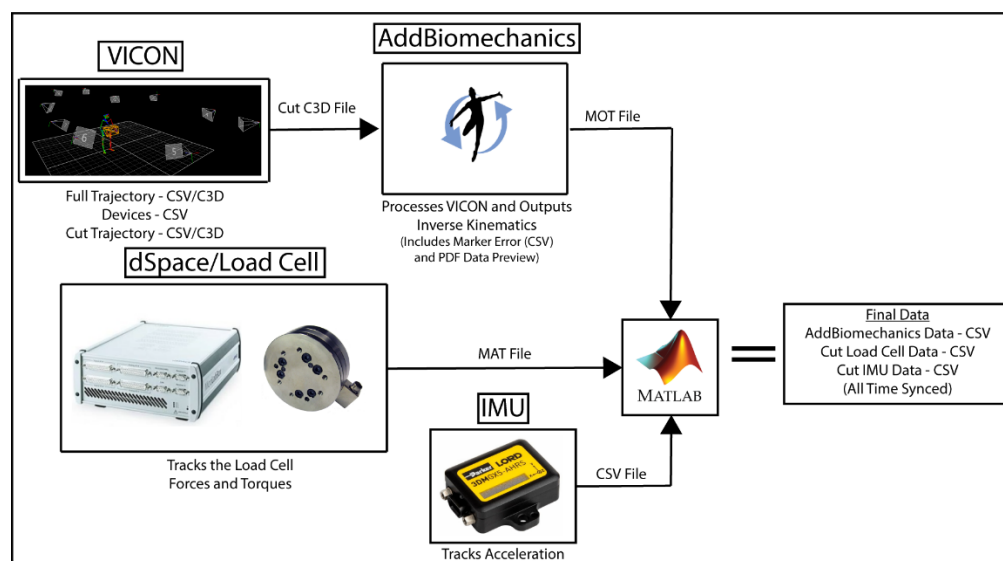 VICON
AddBiomechanics
Cut C3D File
MOT File
6
5
Full Trajectory - CSV/C3D
Devices - CSV
Cut Trajectory - CSV/C3D
Processes VICON and Outputs
Inverse Kinematics
(Includes Marker Error (CSV)
and PDF Data Preview)
dSpace/Load Cell
MAT File
MATLAB
Final Data
AddBiomechanics Data - CSV
Cut Load Cell Data - CSV
Cut IMU Data - CSV
(All Time Synced)
IMU
Parker
LORD
3DMGX5-AHRS
CSV File
Tracks the Load Cell
Forces and Torques
Tracks Acceleration